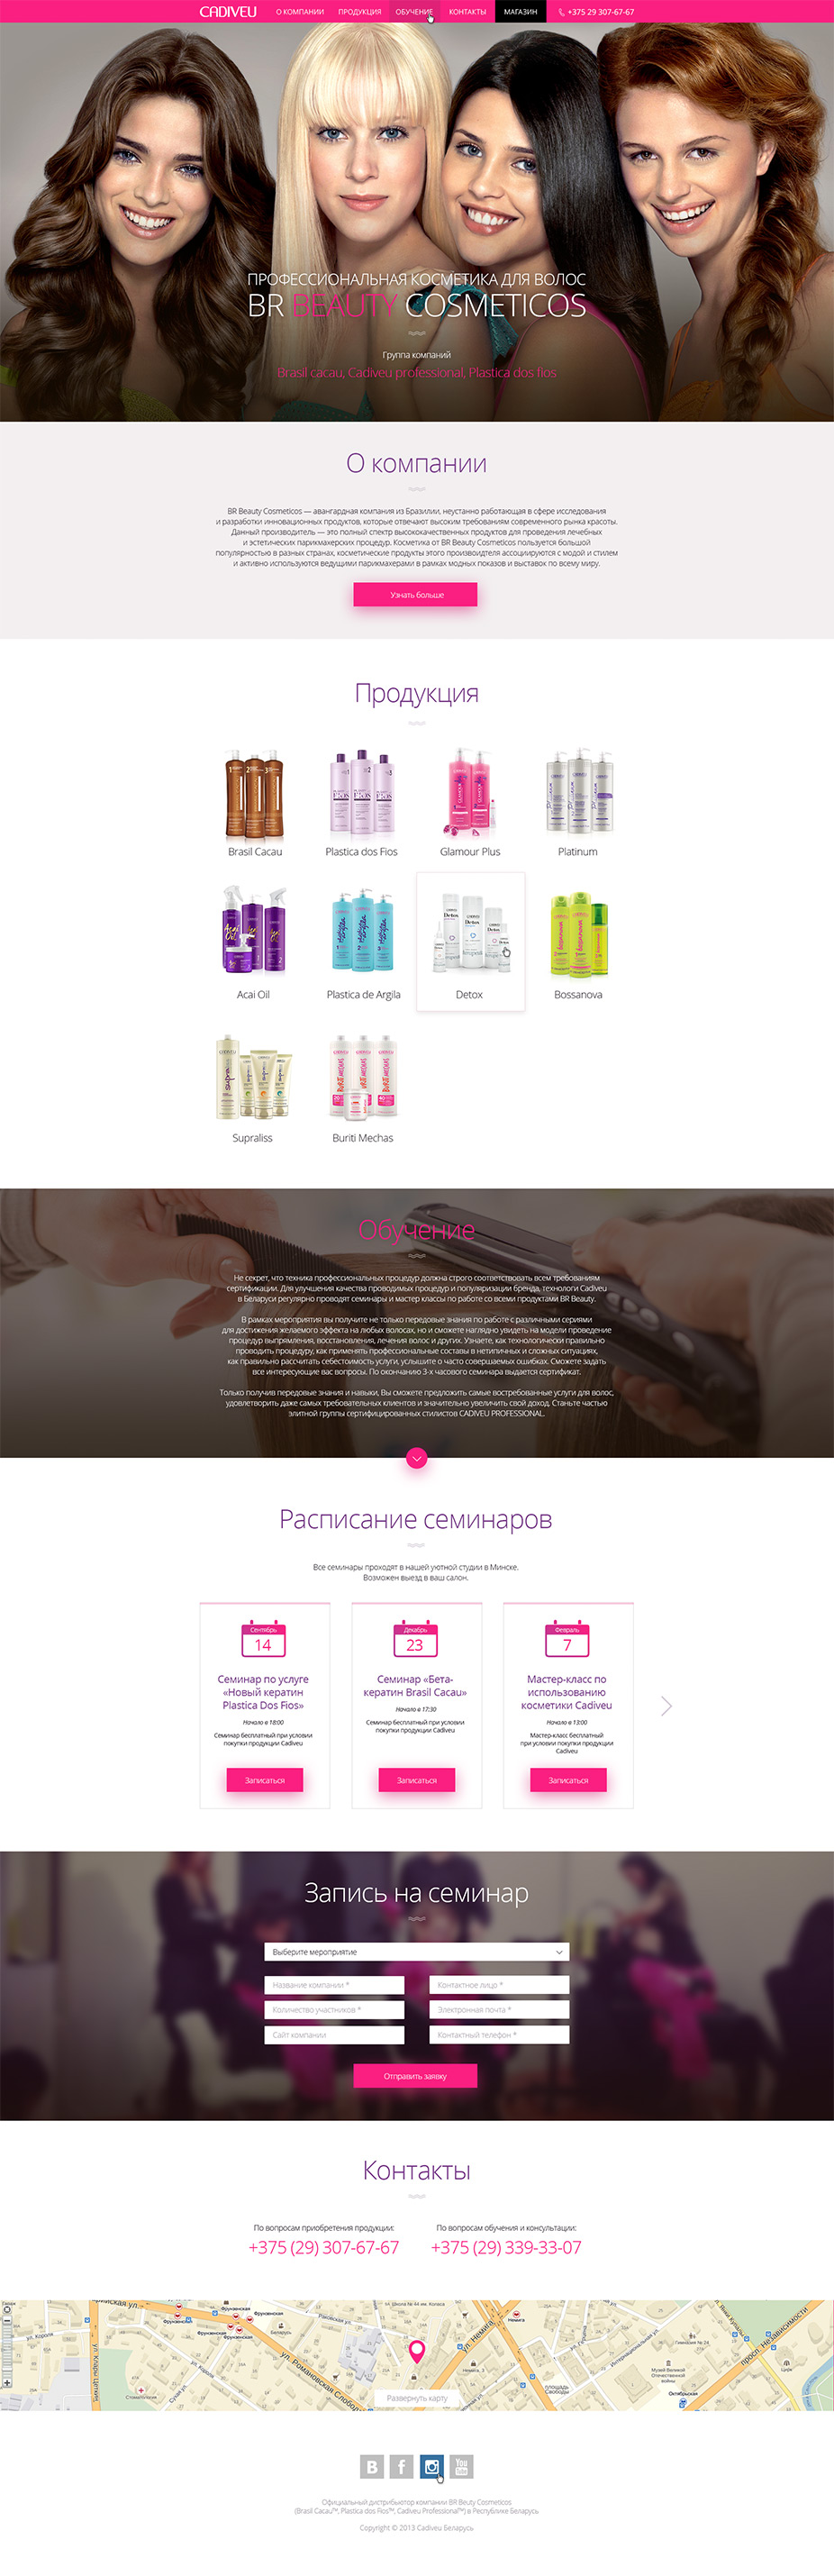 CADIVEU О КОМПАНИИ ПРОДУКЦИЯ ОБУЧЕНИЕ КОНТАКТЫ МАГАЗИН +375 29 307-67-67
ПРОФЕССИОНАЛЬНАЯ КОСМЕТИКА ДЛЯ ВОЛОС
BR BEAUTY COSMETICOS
Группа компаний
Brasil cacau, Cadiveu professional, Plastica dos fios
О компании
BR Beauty Cosmeticos — авангардная компания из Бразилии, неустанно работающая в сфере исследования
и разработки инновационных продуктов, которые отвечают высоким требованиям современного рынка красоты.
Данный производитель — это полный спектр высококачественных продуктов для проведения лечебных
и эстетических парикмахерских процедур. Косметика от BR Beauty Cosmeticos пользуется большой
популярностью в разных странах, косметические продукты этого произвоидтеля ассоциируются с модой и стилем
и активно используются ведущими парикмахерами в рамках модных показов и выставок по всему миру.
Узнать больше
Продукция
Brasil Cacau
Plastica dos Fios
Glamour Plus
Platinum
Acai Oil
Plastica de Argila
Detox
Bossanova
Supraliss
Buriti Mechas
Обучение
Не секрет, что техника профессиональных процедур должна строго соответствовать всем требованиям
сертификации. Для улучшения качества проводимых процедур и популяризации бренда, технологи Cadiveu
в Беларуси регулярно проводят семинары и мастер классы по работе со всеми продуктами BR Beauty.
В рамках мероприятия вы получите не только передовые знания по работе с различными сериями
для достижения желаемого эффекта на любых волосах, но и сможете наглядно увидеть на модели проведение
процедур выпрямления, восстановления, лечения волос и других. Узнаете, как технологически правильно
проводить процедуру, как применять профессиональные составы в нетипичных и сложных ситуациях,
как правильно рассчитать себестоимость услуги, услышите о часто совершаемых ошибках. Сможете задать
все интересующие вас вопросы. По окончанию 3-х часового семинара выдается сертификат.
Только получив передовые знания и навыки, Вы сможете предложить самые востребованные услуги для волос,
удовлетворить даже самых требовательных клиентов и значительно увеличить свой доход. Станьте частью
элитной группы сертифицированных стилистов CADIVEU PROFESSIONAL.
Расписание семинаров
Все семинары проходят в нашей уютной студии в Минске.
Возможен выезд в ваш салон.
Сентябрь
14
Семинар по услуге
«Новый кератин
Plastica Dos Fios»
Начало в 18:00
Семинар бесплатный при условии
покупки продукции Cadiveu
Записаться
Декабрь
23
Семинар «Бета-
кератин Brasil Cacau»
Начало в 17:30
Семинар бесплатный при условии
покупки продукции Cadiveu
Записаться
Февраль
7
Мастер-класс по
использованию
косметики Cadiveu
Начало в 13:00
Мастер-класс бесплатный
при условии покупки продукции
Cadiveu
Записаться
Запись на семинар
Выберите мероприятие
Название компании * Контактное лицо *
Количество участников * Электронная почта *
Сайт компании Контактный телефон *
Отправить заявку
Контакты
По вопросам приобретения продукции: По вопросам обучения и консультации:
+375 (29) 307-67-67 +375 (29) 339-33-07
Фрунзенская
Немига
ул. Немига
ул. Романовская Слобода
просп. Независимости
площадь
Свободы
Октябрьская
Развернуть карту
B f You Tube
Официальный дистрибьютор компании BR Beuty Cosmeticos
(Brasil Cacau™, Plastica dos Fios™, Cadiveu Professional™) в Республике Беларусь
Copyright © 2013 Cadiveu Беларусь